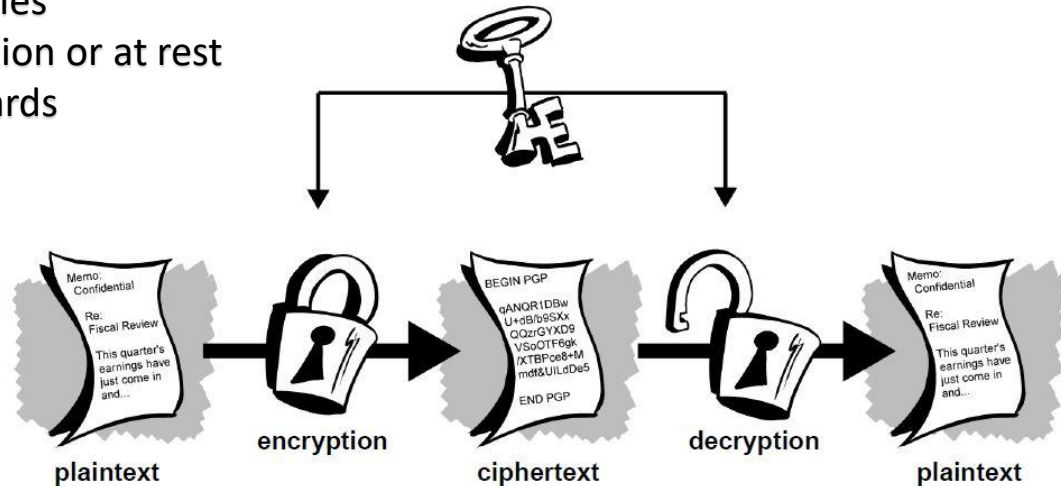 ion or at rest
ards
Memo:
Confidential
Re:
Fiscal Review
This quarter's
earnings have
just come in
and...
BEGIN PGP
qANQR1DBw
U+dB/b9SXx
QQzrGYXD9
VSoOTF6gk
/XTBPce8+M
mdf&UILdDe5
END PGP
Memo:
Confidential
Re:
Fiscal Review
This quarter's
earnings have
just come in
and...
encryption
decryption
plaintext
ciphertext
plaintext